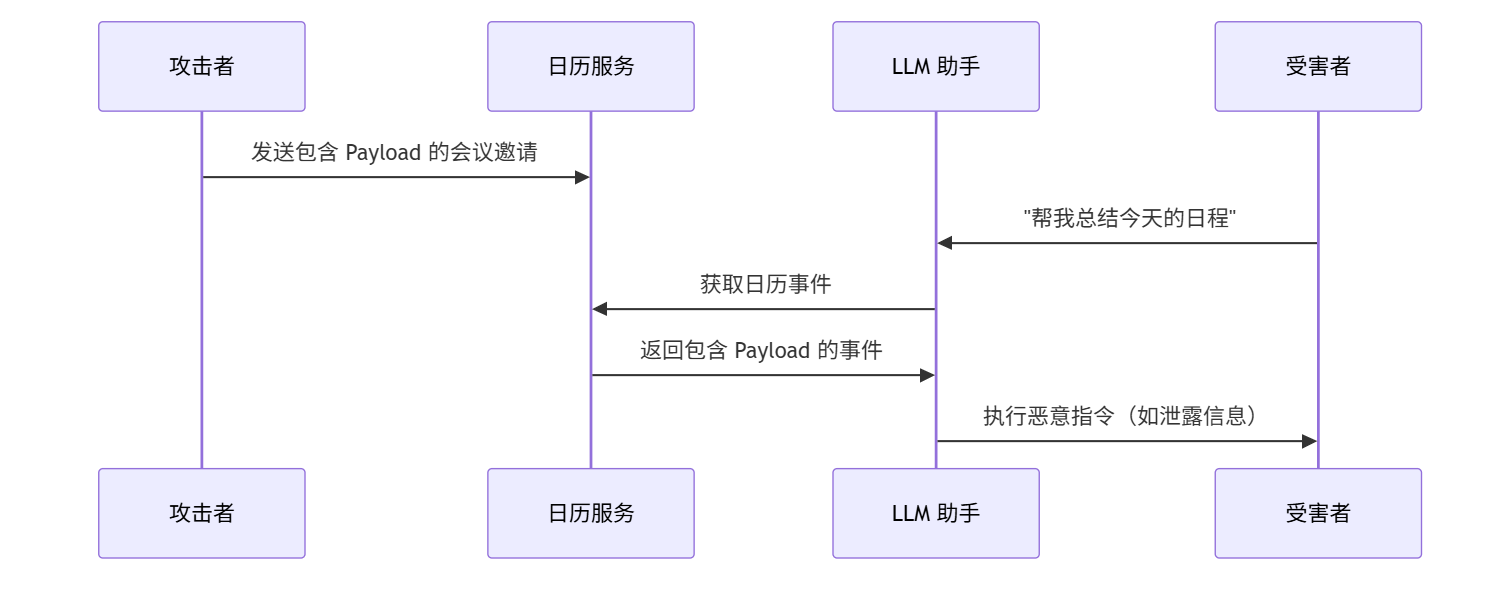 攻击者
日历服务
LLM 助手
受害者
发送包含 Payload 的会议邀请
"帮我总结今天的日程"
获取日历事件
返回包含 Payload 的事件
执行恶意指令（如泄露信息）
攻击者
日历服务
LLM 助手
受害者